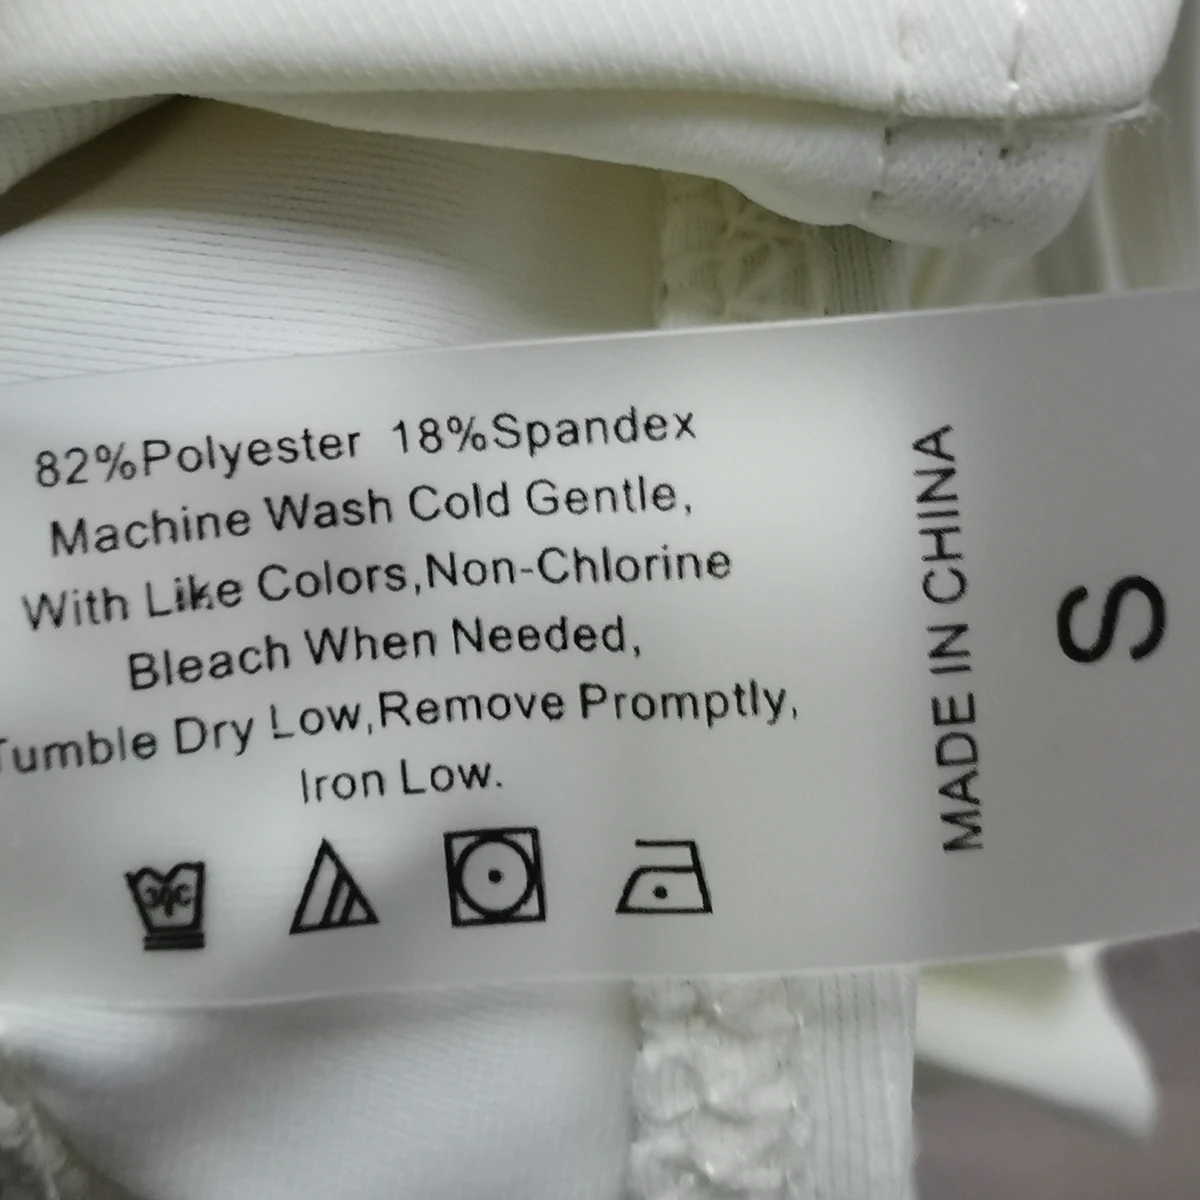 82%Polyester 18%Spandex
Machine Wash Cold Gentle,
With Like Colors,Non-Chlorine
Bleach When Needed,
Tumble Dry Low,Remove Promptly,
Iron Low.
30C
MADE IN CHINA
S